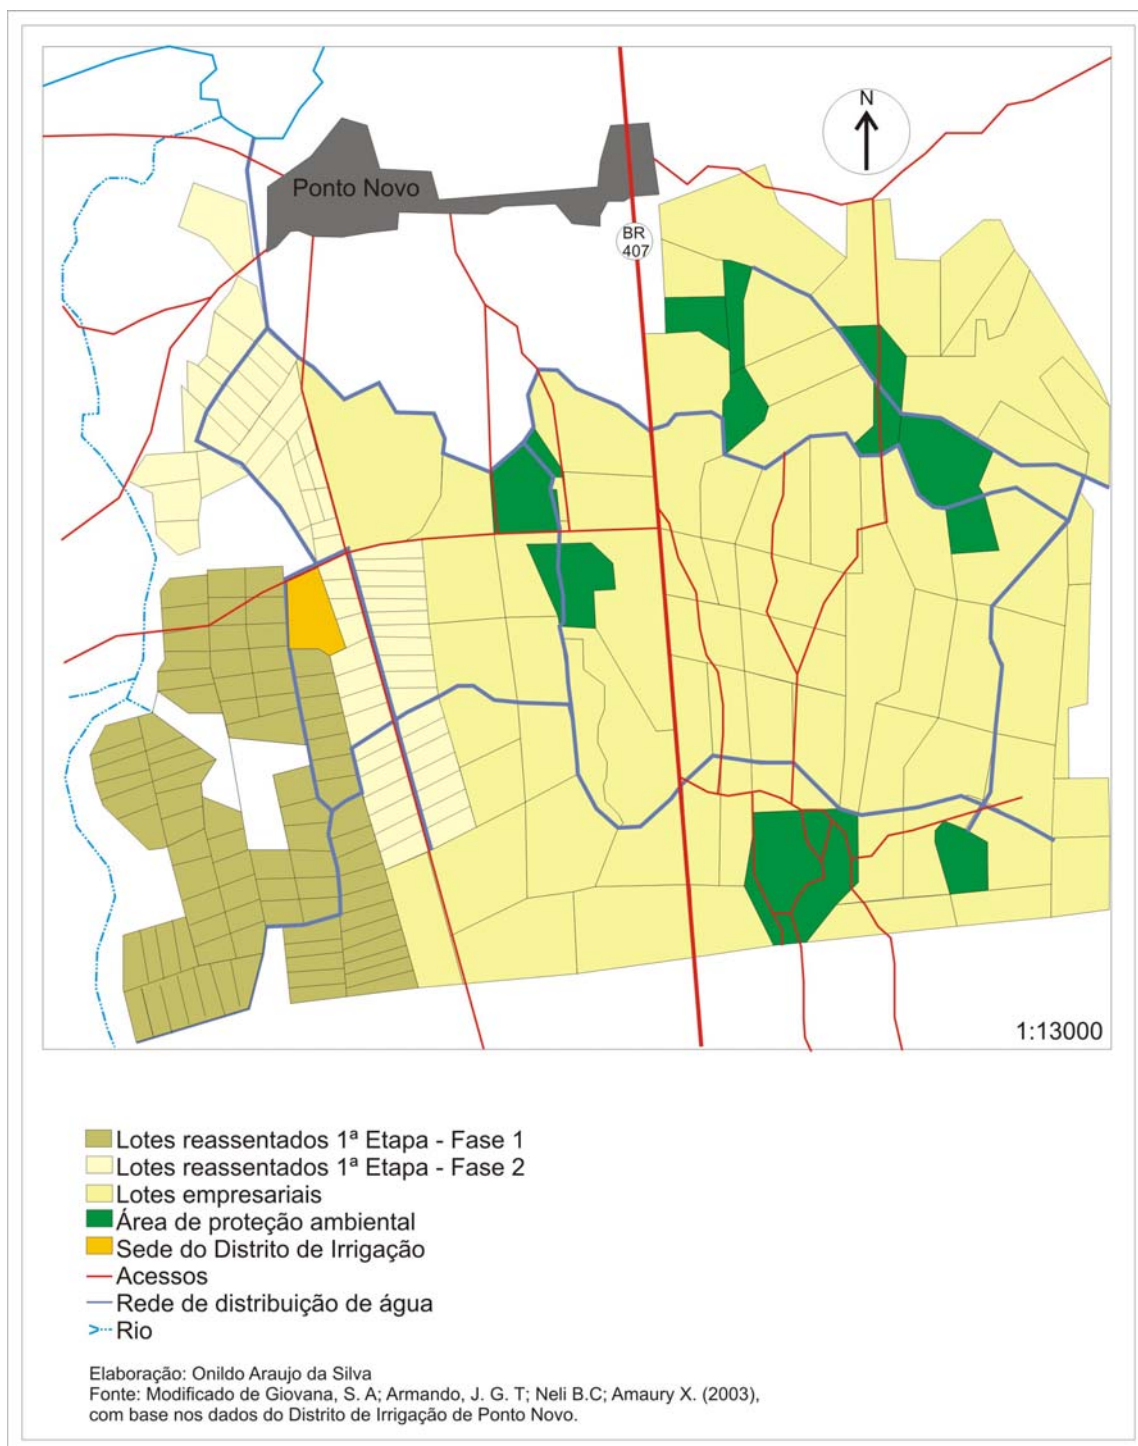 N
Ponto Novo
BR
407
1:13000
Lotes reassentados 1ª Etapa - Fase 1
Lotes reassentados 1ª Etapa - Fase 2
Lotes empresariais
Área de proteção ambiental
Sede do Distrito de Irrigação
Acessos
Rede de distribuição de água
Rio
Elaboração: Onildo Araujo da Silva
Fonte: Modificado de Giovana, S. A; Armando, J. G. T; Neli B.C; Amaury X. (2003),
com base nos dados do Distrito de Irrigação de Ponto Novo.